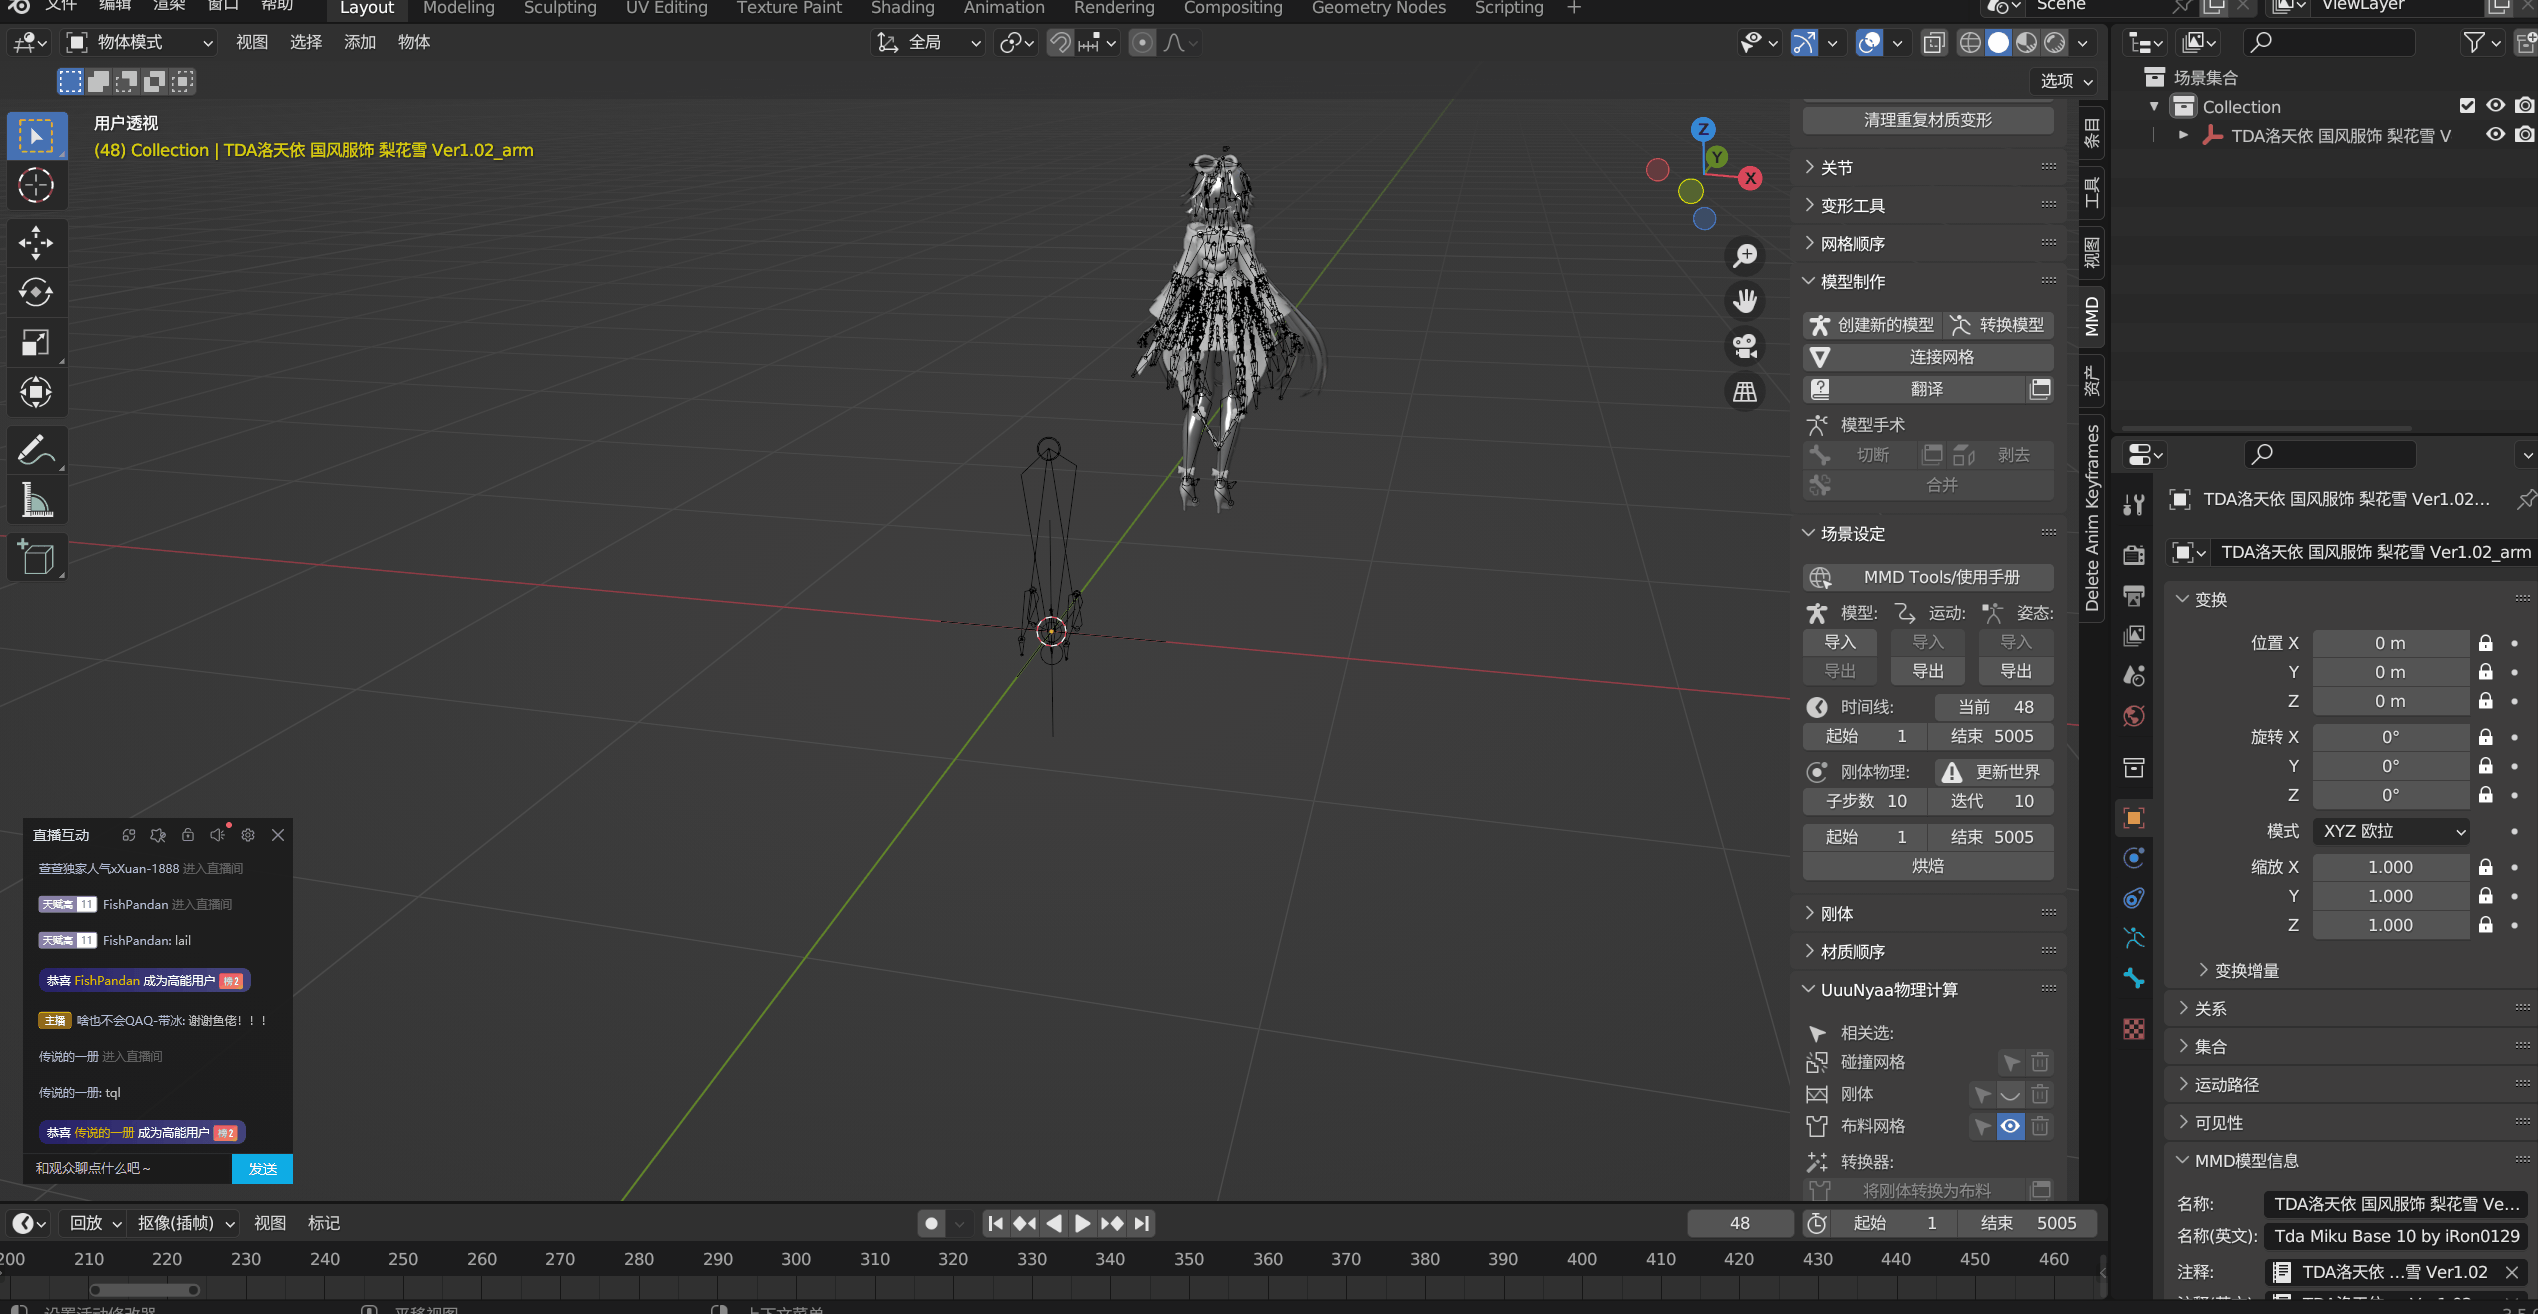 文件 编辑 渲染 窗口 帮助 Layout Modeling Sculpting UV Editing Texture Paint Shading Animation Rendering Compositing Geometry Nodes Scripting + Scene ViewLayer
物体模式 视图 选择 添加 物体 全局
选项
用户透视
(48) Collection | TDA洛天依 国风服饰 梨花雪 Ver1.02_arm
Z
Y
X
清理重复材质变形
关节
变形工具
网格顺序
模型制作
创建新的模型 转换模型
连接网格
翻译
模型手术
切断 剥去
合并
场景设定
MMD Tools/使用手册
模型: 运动: 姿态:
导入 导入 导入
导出 导出 导出
时间线: 当前 48
起始 1 结束 5005
刚体物理: 更新世界
子步数 10 迭代 10
起始 1 结束 5005
烘焙
刚体
材质顺序
UuuNyaa物理计算
相关选:
碰撞网格
刚体
布料网格
转换器:
将刚体转换为布料
条目
工具
视图
MMD
资产
Delete Anim Keyframes
场景集合
Collection
TDA洛天依 国风服饰 梨花雪 V
TDA洛天依 国风服饰 梨花雪 Ver1.02...
TDA洛天依 国风服饰 梨花雪 Ver1.02_arm
变换
位置 X 0 m
Y 0 m
Z 0 m
旋转 X 0°
Y 0°
Z 0°
模式 XYZ 欧拉
缩放 X 1.000
Y 1.000
Z 1.000
变换增量
关系
集合
运动路径
可见性
MMD模型信息
名称: TDA洛天依 国风服饰 梨花雪 Ve...
名称(英文): Tda Miku Base 10 by iRon0129
注释: TDA洛天依 ...雪 Ver1.02
直播互动
萱萱独家人气xXuan-1888 进入直播间
天赋高 11 FishPandan 进入直播间
天赋高 11 FishPandan: lail
恭喜 FishPandan 成为高能用户 榜2
主播 啥也不会QAQ-带冰: 谢谢鱼佬！！！
传说的一册 进入直播间
传说的一册: tql
恭喜 传说的一册 成为高能用户 榜2
和观众聊点什么吧~ 发送
回放 抠像(插帧) 视图 标记 48 起始 1 结束 5005
200 210 220 230 240 250 260 270 280 290 300 310 320 330 340 350 360 370 380 390 400 410 420 430 440 450 460
设置活动修改器 平移视图 上下文菜单